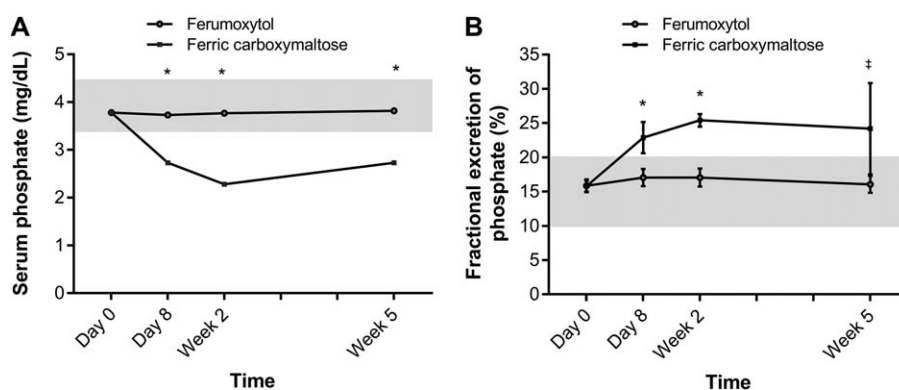 A
Ferumoxytol
Ferric carboxymaltose
Serum phosphate (mg/dL)
5
4
3
2
1
0
* * *
Day 0 Day 8 Week 2 Week 5
Time
B
Ferumoxytol
Ferric carboxymaltose
Fractional excretion of
phosphate (%)
35
30
25
20
15
10
5
0
* * ‡
Day 0 Day 8 Week 2 Week 5
Time